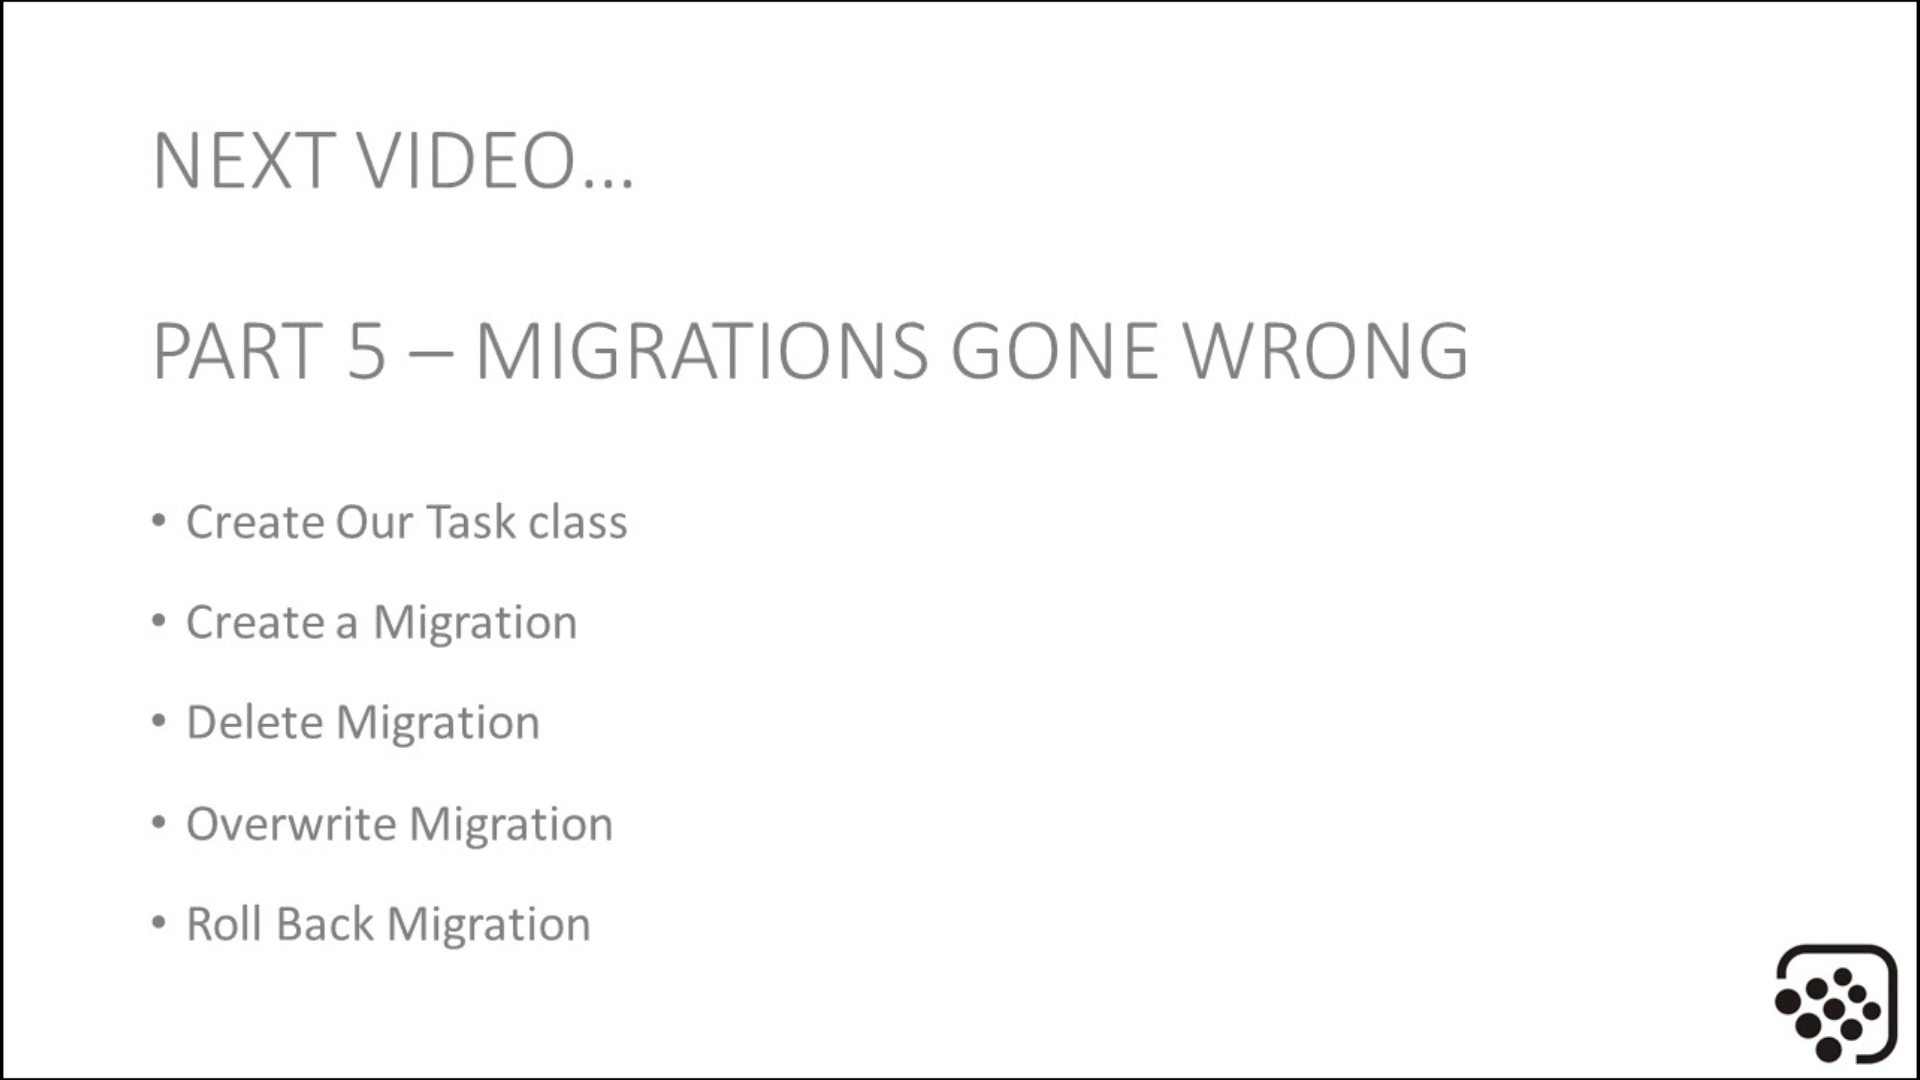 NEXT VIDEO...
PART 5 – MIGRATIONS GONE WRONG
• Create Our Task class
• Create a Migration
• Delete Migration
• Overwrite Migration
• Roll Back Migration